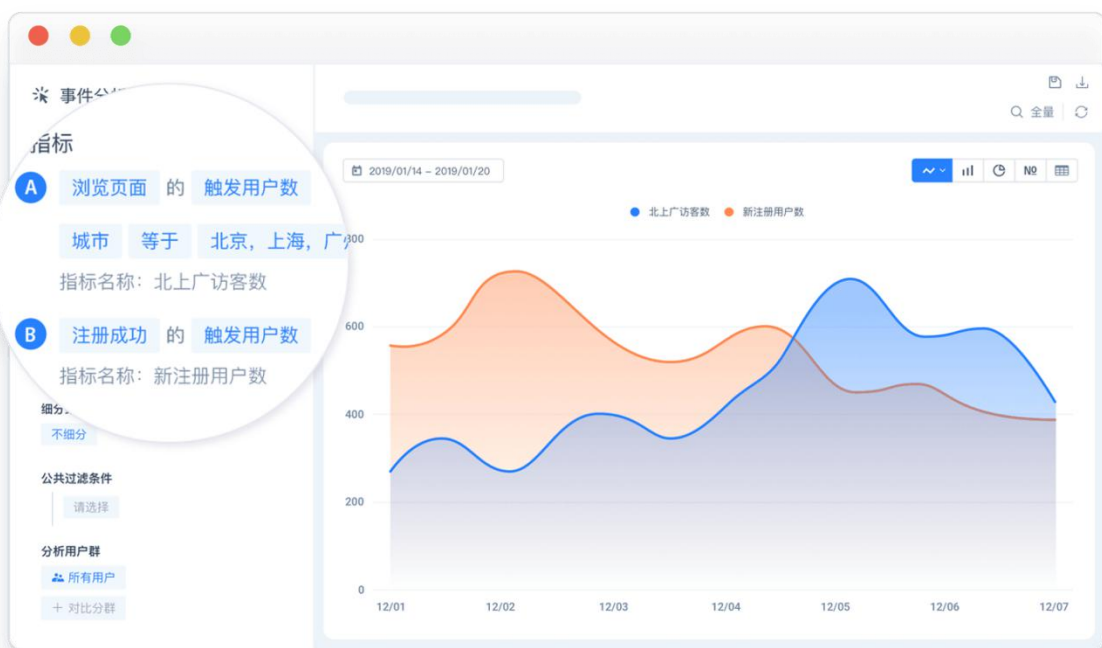 事件分
指标
A 浏览页面 的 触发用户数
城市 等于 北京，上海，广
指标名称：北上广访客数
B 注册成功 的 触发用户数
指标名称：新注册用户数
细分
不细分
公共过滤条件
请选择
分析用户群
所有用户
+ 对比分群
全量
2019/01/14 – 2019/01/20
№
北上广访客数 新注册用户数
800
600
400
200
0
12/01 12/02 12/03 12/04 12/05 12/06 12/07